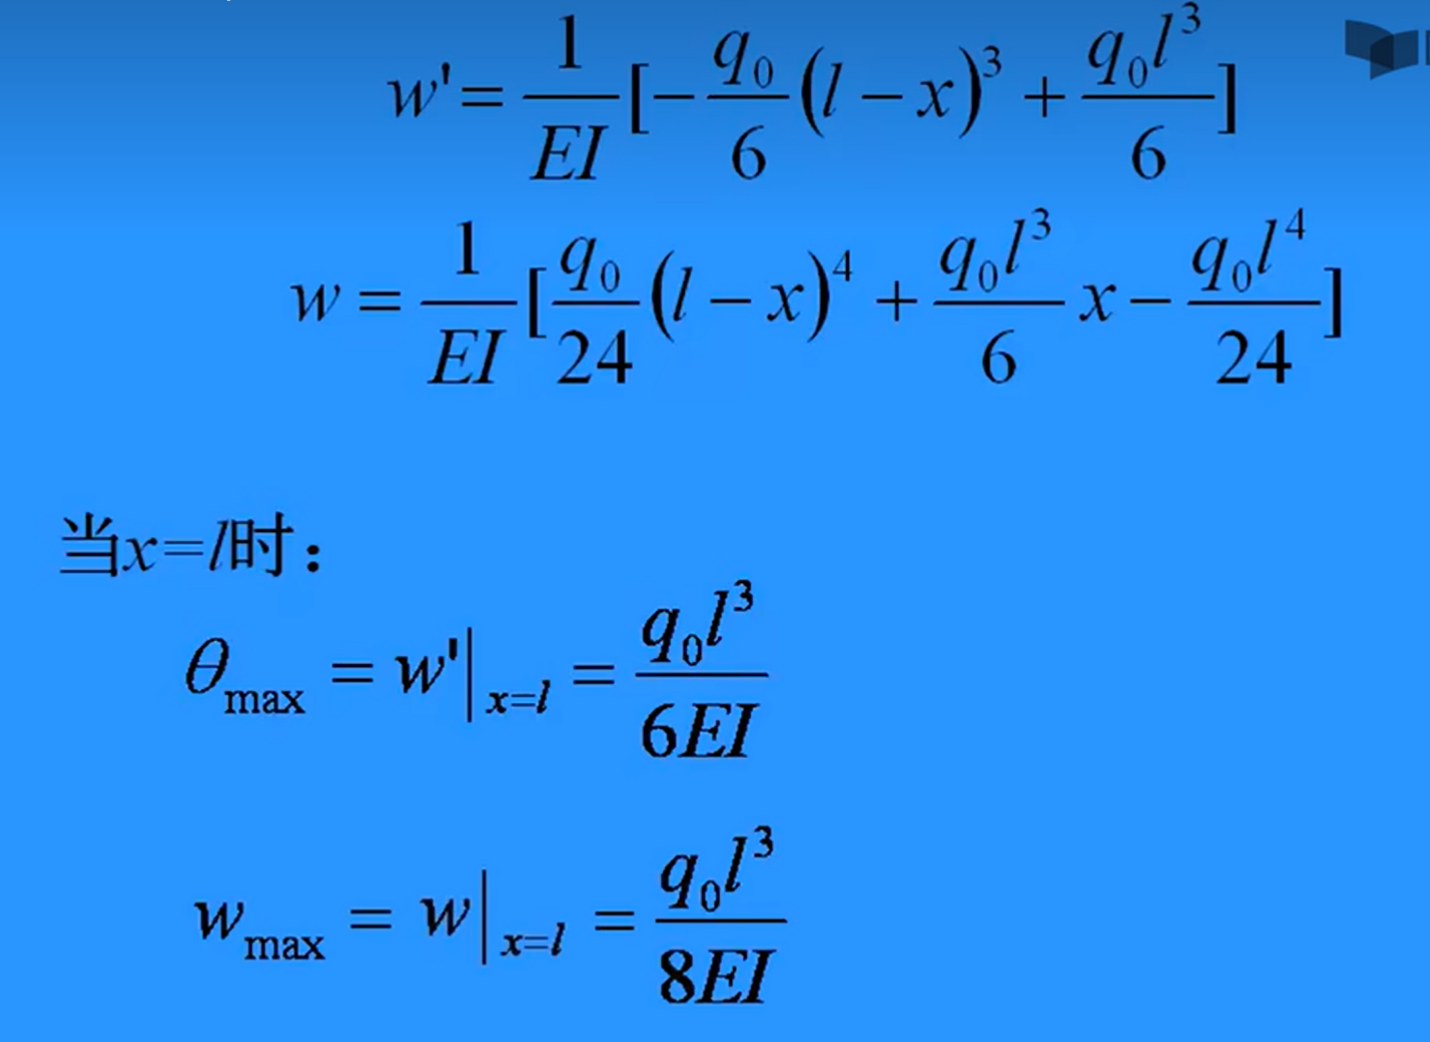 w' = \frac{1}{EI}[-\frac{q_0}{6}(l-x)^3 + \frac{q_0 l^3}{6}]
w = \frac{1}{EI}[\frac{q_0}{24}(l-x)^4 + \frac{q_0 l^3}{6}x - \frac{q_0 l^4}{24}]
当x=l时：
\theta_{max} = w'|_{x=l} = \frac{q_0 l^3}{6EI}
w_{max} = w|_{x=l} = \frac{q_0 l^3}{8EI}